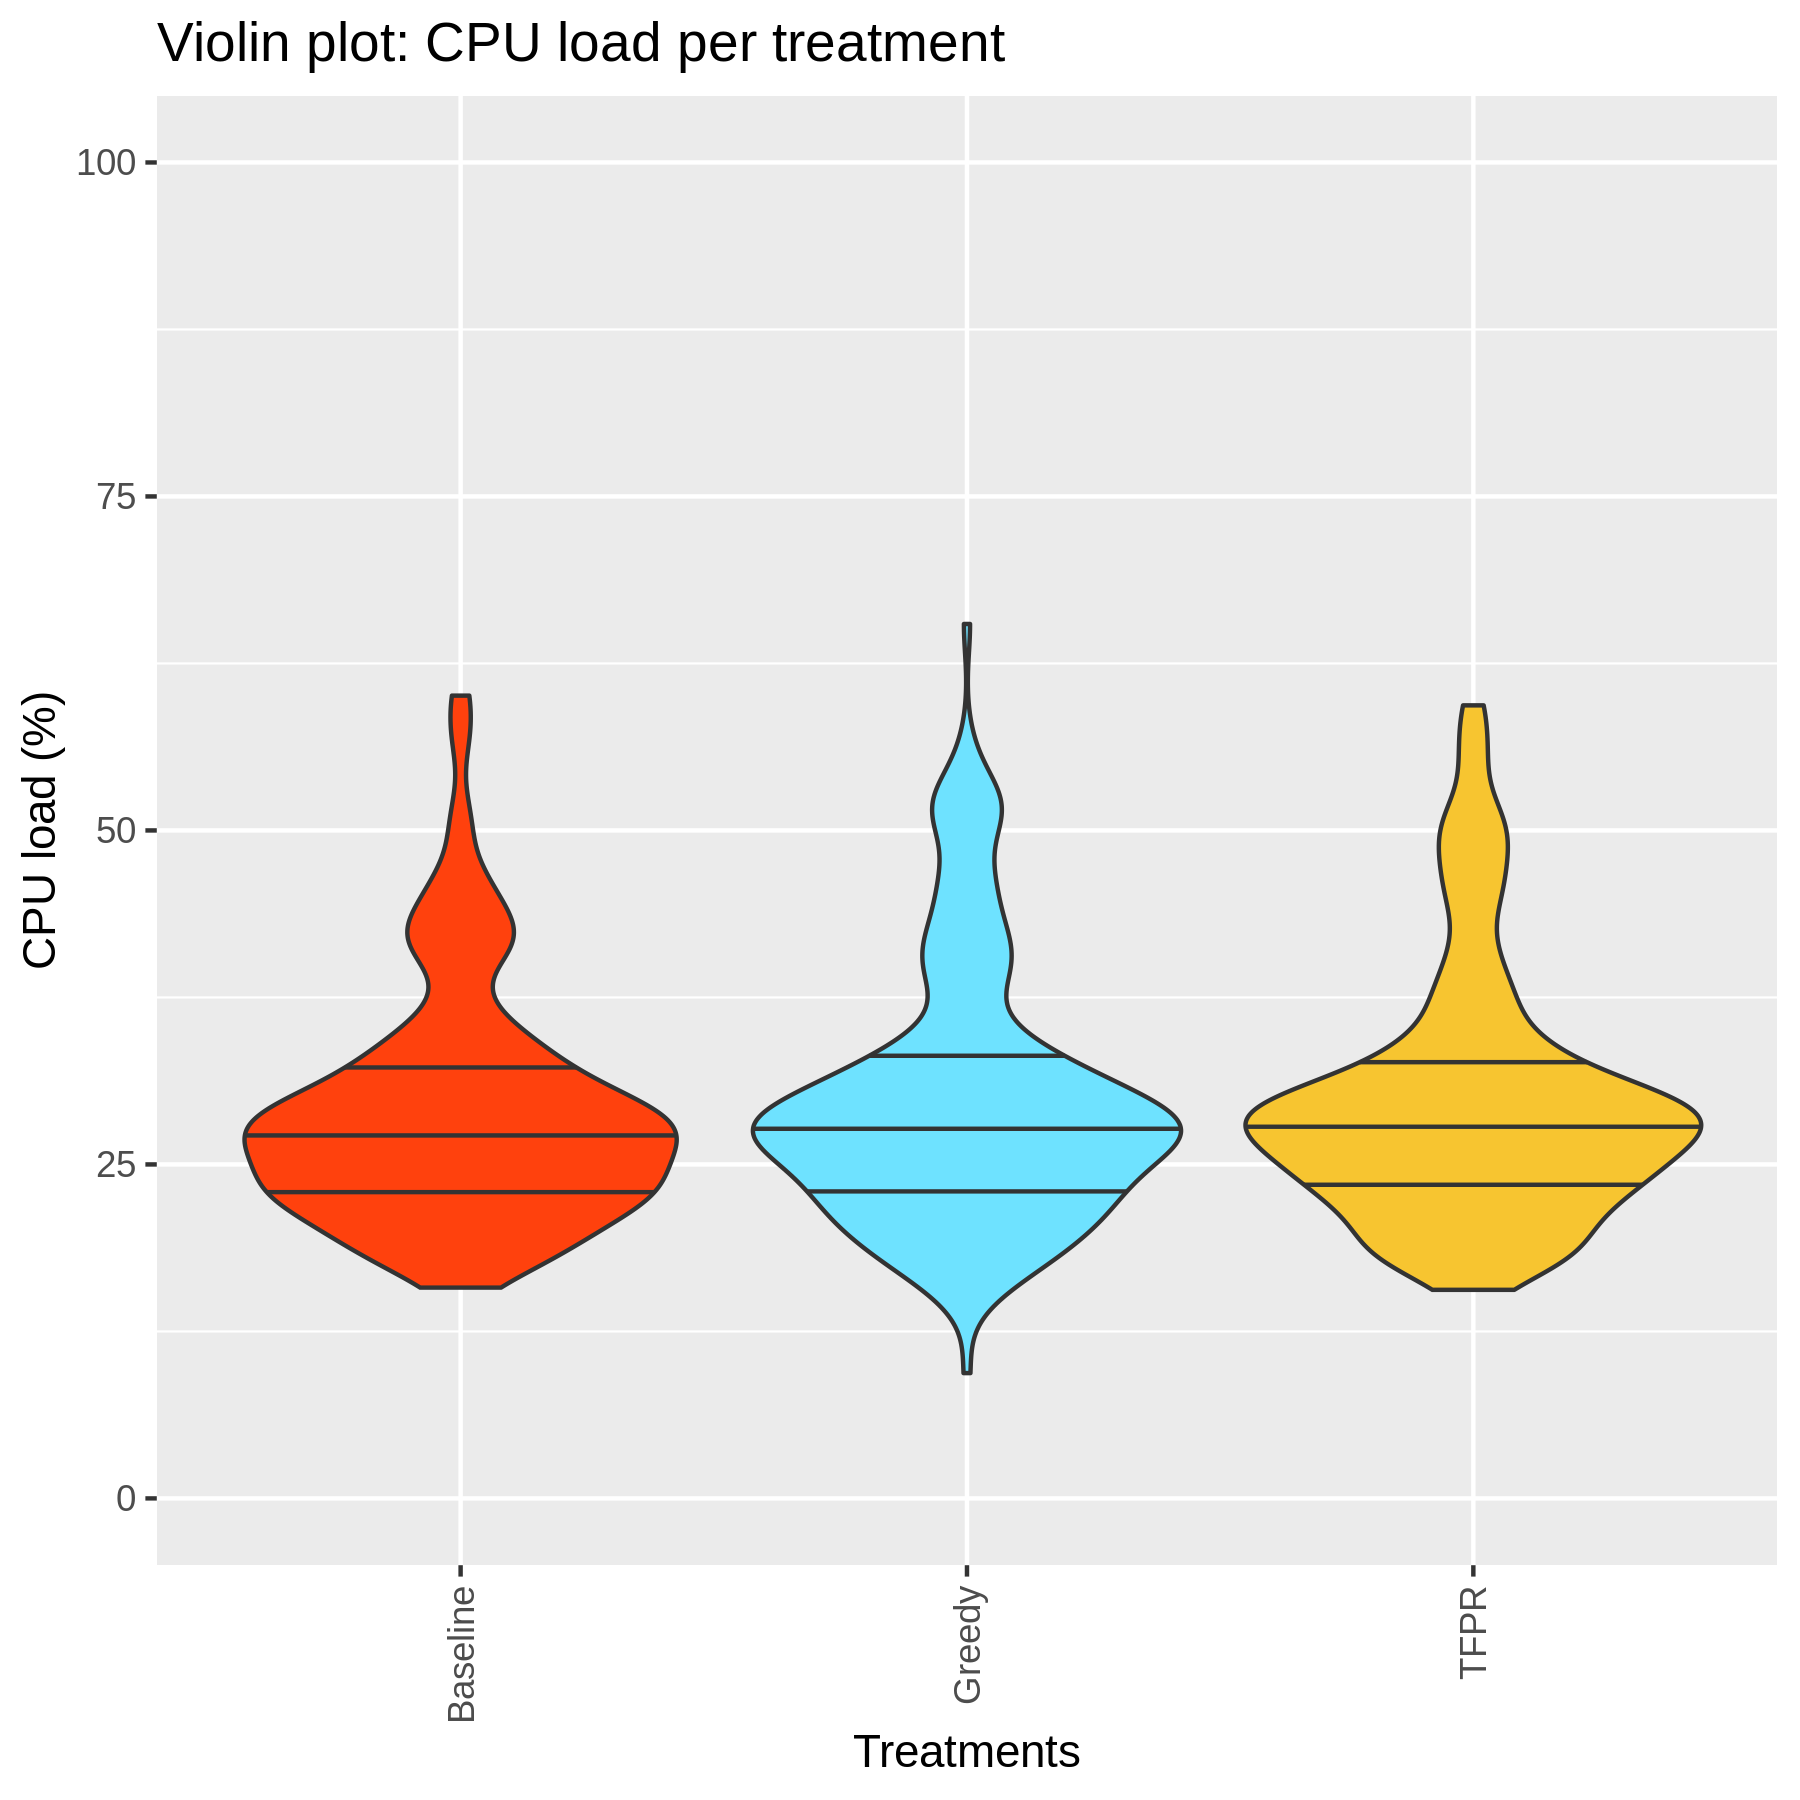 Violin plot: CPU load per treatment
CPU load (%)
100
75
50
25
0
Baseline
Greedy
TFPR
Treatments